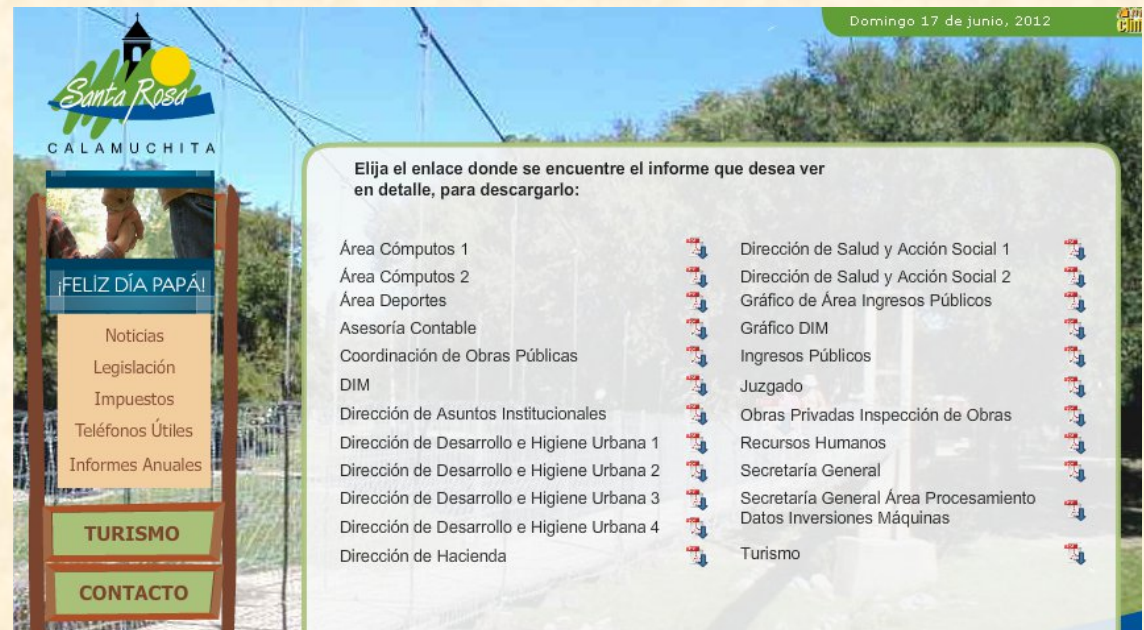 Domingo 17 de junio, 2012
Santa Rosa
CALAMUCHITA
¡FELÍZ DÍA PAPÁ!
Noticias
Legislación
Impuestos
Teléfonos Útiles
Informes Anuales
TURISMO
CONTACTO
Elija el enlace donde se encuentre el informe que desea ver
en detalle, para descargarlo:
Área Cómputos 1
Área Cómputos 2
Área Deportes
Asesoría Contable
Coordinación de Obras Públicas
DIM
Dirección de Asuntos Institucionales
Dirección de Desarrollo e Higiene Urbana 1
Dirección de Desarrollo e Higiene Urbana 2
Dirección de Desarrollo e Higiene Urbana 3
Dirección de Desarrollo e Higiene Urbana 4
Dirección de Hacienda
Dirección de Salud y Acción Social 1
Dirección de Salud y Acción Social 2
Gráfico de Área Ingresos Públicos
Gráfico DIM
Ingresos Públicos
Juzgado
Obras Privadas Inspección de Obras
Recursos Humanos
Secretaría General
Secretaría General Área Procesamiento
Datos Inversiones Máquinas
Turismo